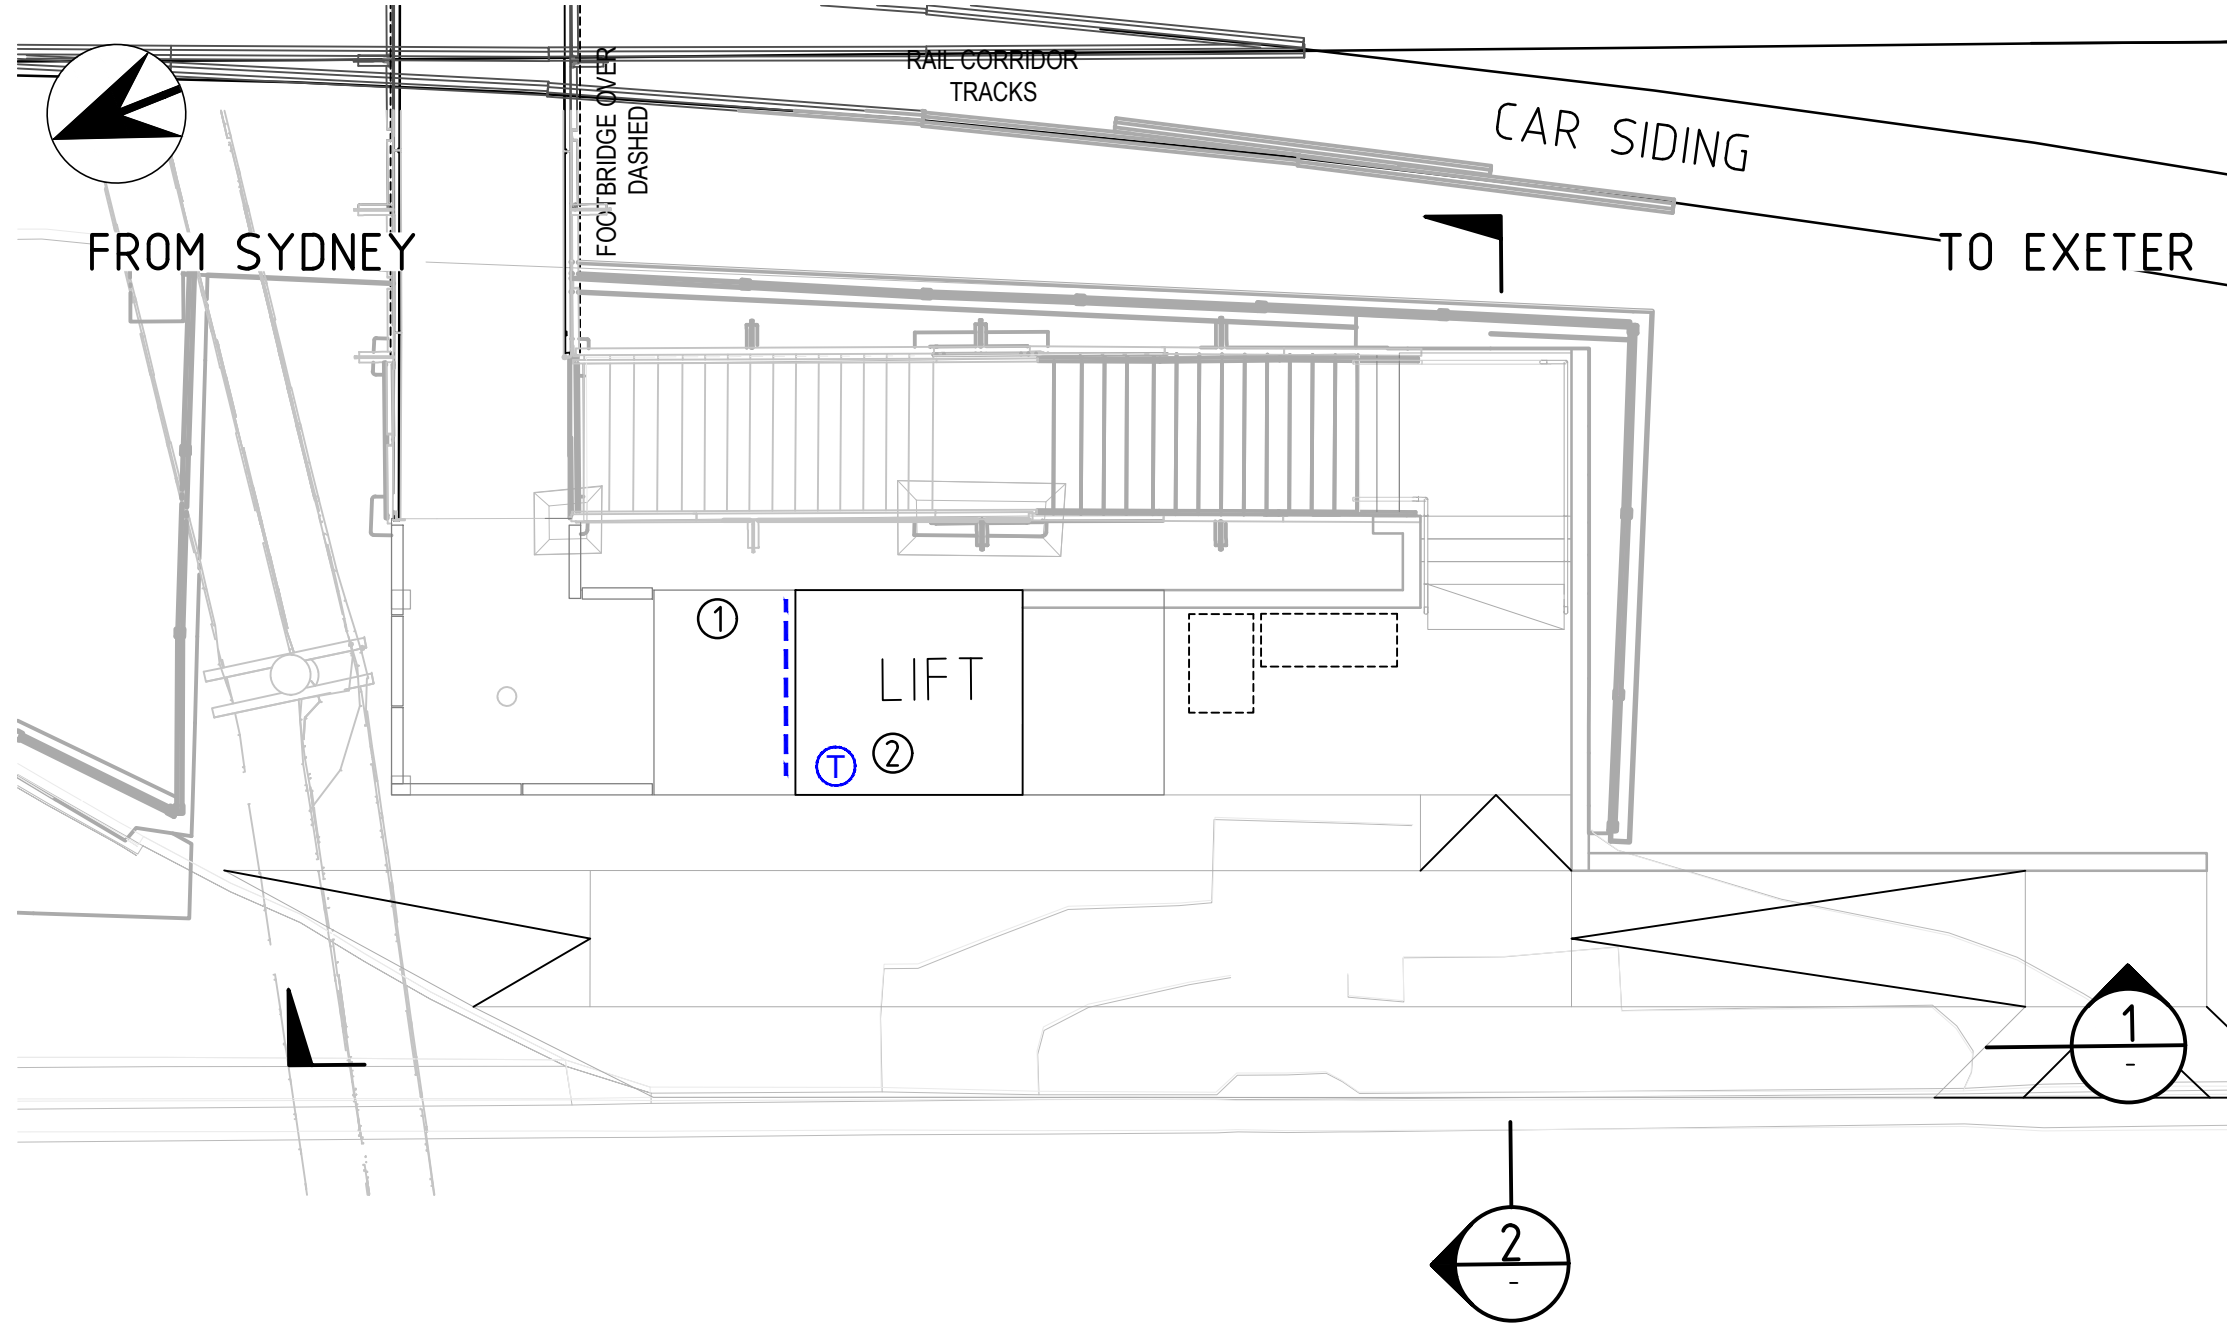 RAIL CORRIDOR
TRACKS
FOOTBRIDGE OVER
DASHED
CAR SIDING
FROM SYDNEY
TO EXETER
1
LIFT
2
T
1
-
2
-